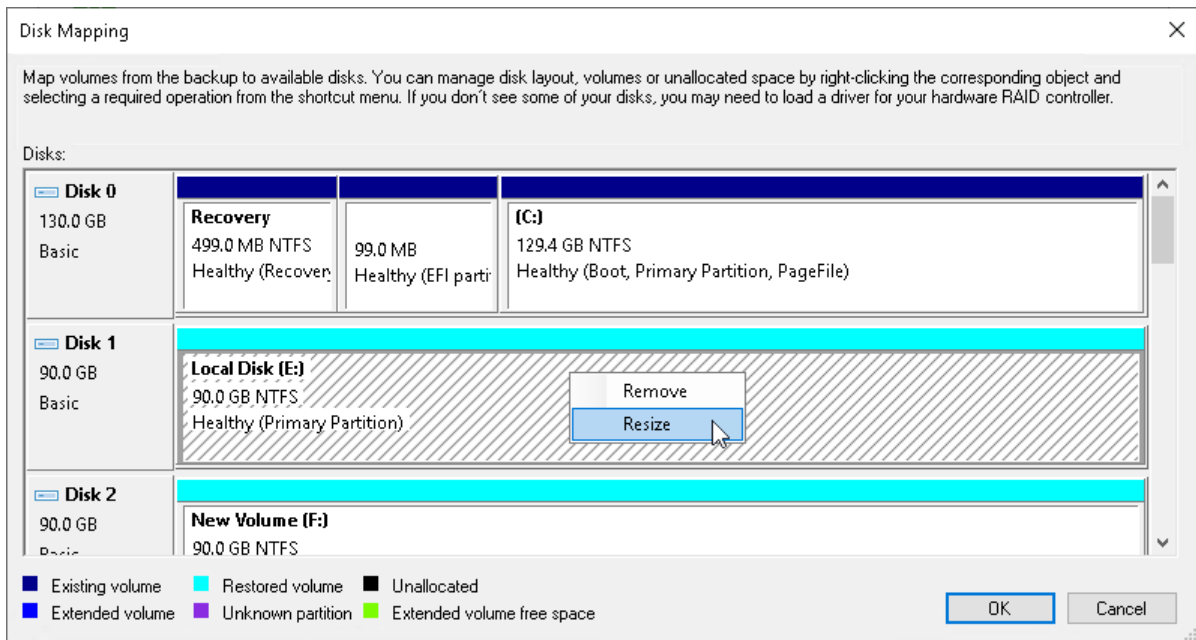 Disk Mapping
Map volumes from the backup to available disks. You can manage disk layout, volumes or unallocated space by right-clicking the corresponding object and
selecting a required operation from the shortcut menu. If you don´t see some of your disks, you may need to load a driver for your hardware RAID controller.
Disks:
Disk 0
130.0 GB
Basic
Recovery
499.0 MB NTFS
Healthy (Recovery
99.0 MB
Healthy (EFI parti
(C:)
129.4 GB NTFS
Healthy (Boot, Primary Partition, PageFile)
Disk 1
90.0 GB
Basic
Local Disk (E:)
90.0 GB NTFS
Healthy (Primary Partition)
Remove
Resize
Disk 2
90.0 GB
Basic
New Volume (F:)
90.0 GB NTFS
Existing volume
Restored volume
Unallocated
Extended volume
Unknown partition
Extended volume free space
OK
Cancel